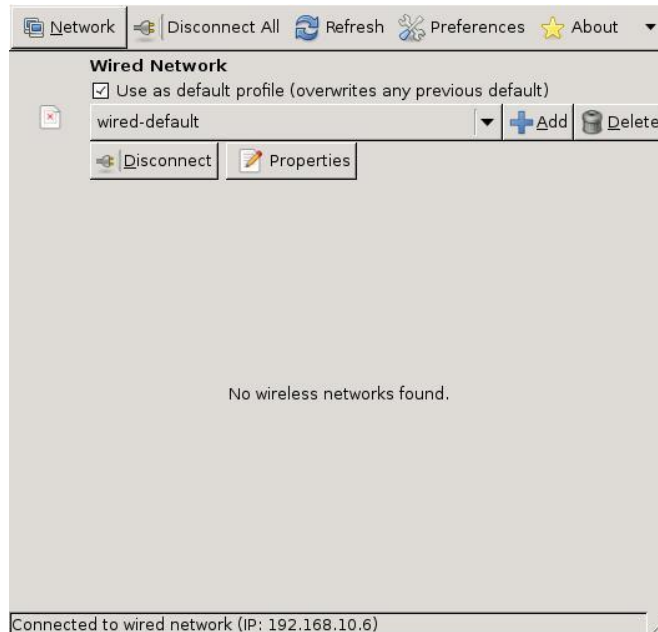 Network Disconnect All Refresh Preferences About
Wired Network
Use as default profile (overwrites any previous default)
wired-default Add Delete
Disconnect Properties
No wireless networks found.
Connected to wired network (IP: 192.168.10.6)